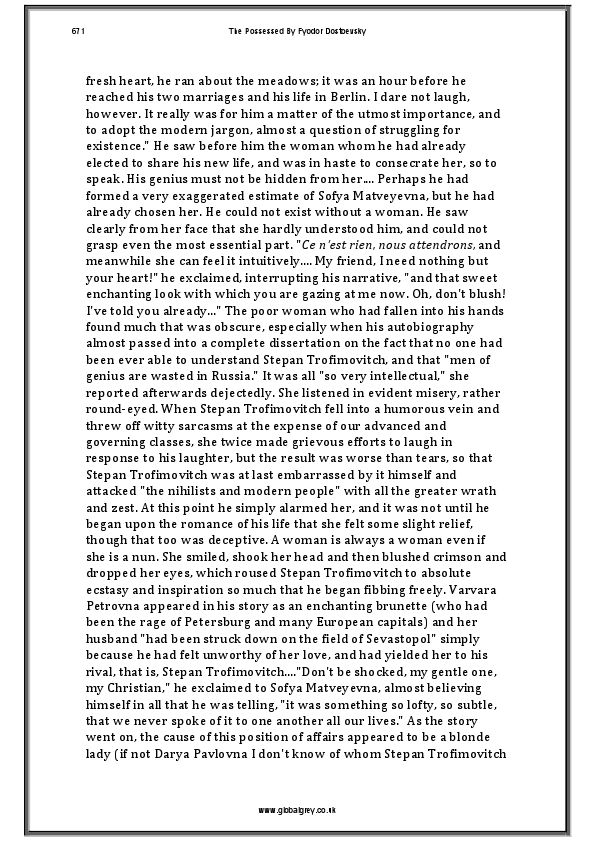 671
The Possessed By Fyodor Dostoevsky
fresh heart, he ran about the meadows; it was an hour before he
reached his two marriages and his life in Berlin. I dare not laugh,
however. It really was for him a matter of the utmost importance, and
to adopt the modern jargon, almost a question of struggling for
existence." He saw before him the woman whom he had already
elected to share his new life, and was in haste to consecrate her, so to
speak. His genius must not be hidden from her.... Perhaps he had
formed a very exaggerated estimate of Sofya Matveyevna, but he had
already chosen her. He could not exist without a woman. He saw
clearly from her face that she hardly understood him, and could not
grasp even the most essential part. "Ce n'est rien, nous attendrons, and
meanwhile she can feel it intuitively.... My friend, I need nothing but
your heart!" he exclaimed, interrupting his narrative, "and that sweet
enchanting look with which you are gazing at me now. Oh, don't blush!
I've told you already..." The poor woman who had fallen into his hands
found much that was obscure, especially when his autobiography
almost passed into a complete dissertation on the fact that no one had
been ever able to understand Stepan Trofimovitch, and that "men of
genius are wasted in Russia." It was all "so very intellectual," she
reported afterwards dejectedly. She listened in evident misery, rather
round-eyed. When Stepan Trofimovitch fell into a humorous vein and
threw off witty sarcasms at the expense of our advanced and
governing classes, she twice made grievous efforts to laugh in
response to his laughter, but the result was worse than tears, so that
Stepan Trofimovitch was at last embarrassed by it himself and
attacked "the nihilists and modern people" with all the greater wrath
and zest. At this point he simply alarmed her, and it was not until he
began upon the romance of his life that she felt some slight relief,
though that too was deceptive. A woman is always a woman even if
she is a nun. She smiled, shook her head and then blushed crimson and
dropped her eyes, which roused Stepan Trofimovitch to absolute
ecstasy and inspiration so much that he began fibbing freely. Varvara
Petrovna appeared in his story as an enchanting brunette (who had
been the rage of Petersburg and many European capitals) and her
husband "had been struck down on the field of Sevastopol" simply
because he had felt unworthy of her love, and had yielded her to his
rival, that is, Stepan Trofimovitch...."Don't be shocked, my gentle one,
my Christian," he exclaimed to Sofya Matveyevna, almost believing
himself in all that he was telling, "it was something so lofty, so subtle,
that we never spoke of it to one another all our lives." As the story
went on, the cause of this position of affairs appeared to be a blonde
lady (if not Darya Pavlovna I don't know of whom Stepan Trofimovitch
www.globalgrey.co.uk